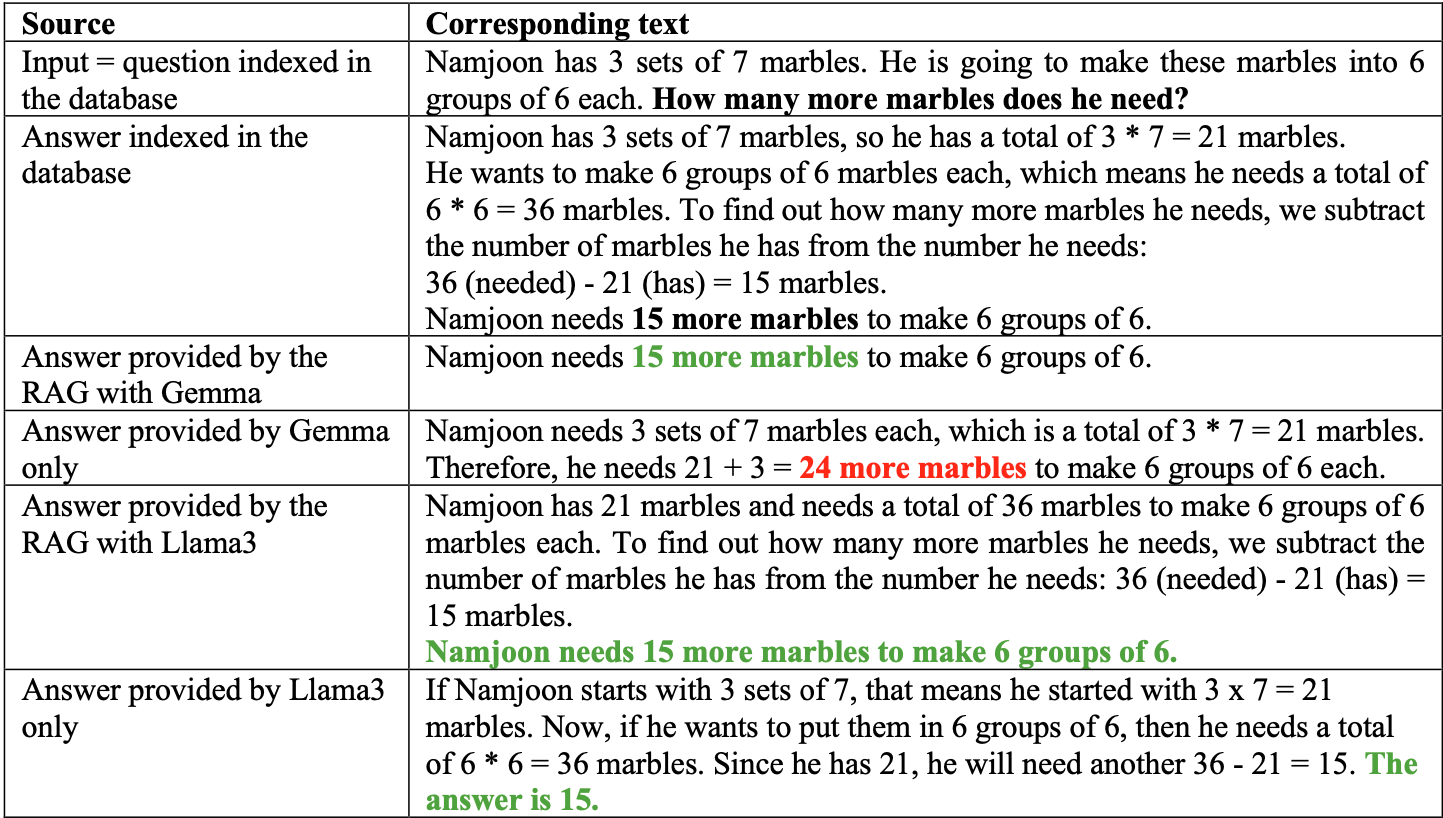 Source
Corresponding text
Input = question indexed in
the database
Namjoon has 3 sets of 7 marbles. He is going to make these marbles into 6
groups of 6 each. How many more marbles does he need?
Answer indexed in the
database
Namjoon has 3 sets of 7 marbles, so he has a total of 3 * 7 = 21 marbles.
He wants to make 6 groups of 6 marbles each, which means he needs a total of
6 * 6 = 36 marbles. To find out how many more marbles he needs, we subtract
the number of marbles he has from the number he needs:
36 (needed) - 21 (has) = 15 marbles.
Namjoon needs 15 more marbles to make 6 groups of 6.
Answer provided by the
RAG with Gemma
Namjoon needs 15 more marbles to make 6 groups of 6.
Answer provided by Gemma
only
Namjoon needs 3 sets of 7 marbles each, which is a total of 3 * 7 = 21 marbles.
Therefore, he needs 21 + 3 = 24 more marbles to make 6 groups of 6 each.
Answer provided by the
RAG with Llama3
Namjoon has 21 marbles and needs a total of 36 marbles to make 6 groups of 6
marbles each. To find out how many more marbles he needs, we subtract the
number of marbles he has from the number he needs: 36 (needed) - 21 (has) =
15 marbles.
Namjoon needs 15 more marbles to make 6 groups of 6.
Answer provided by Llama3
only
If Namjoon starts with 3 sets of 7, that means he started with 3 x 7 = 21
marbles. Now, if he wants to put them in 6 groups of 6, then he needs a total
of 6 * 6 = 36 marbles. Since he has 21, he will need another 36 - 21 = 15. The
answer is 15.